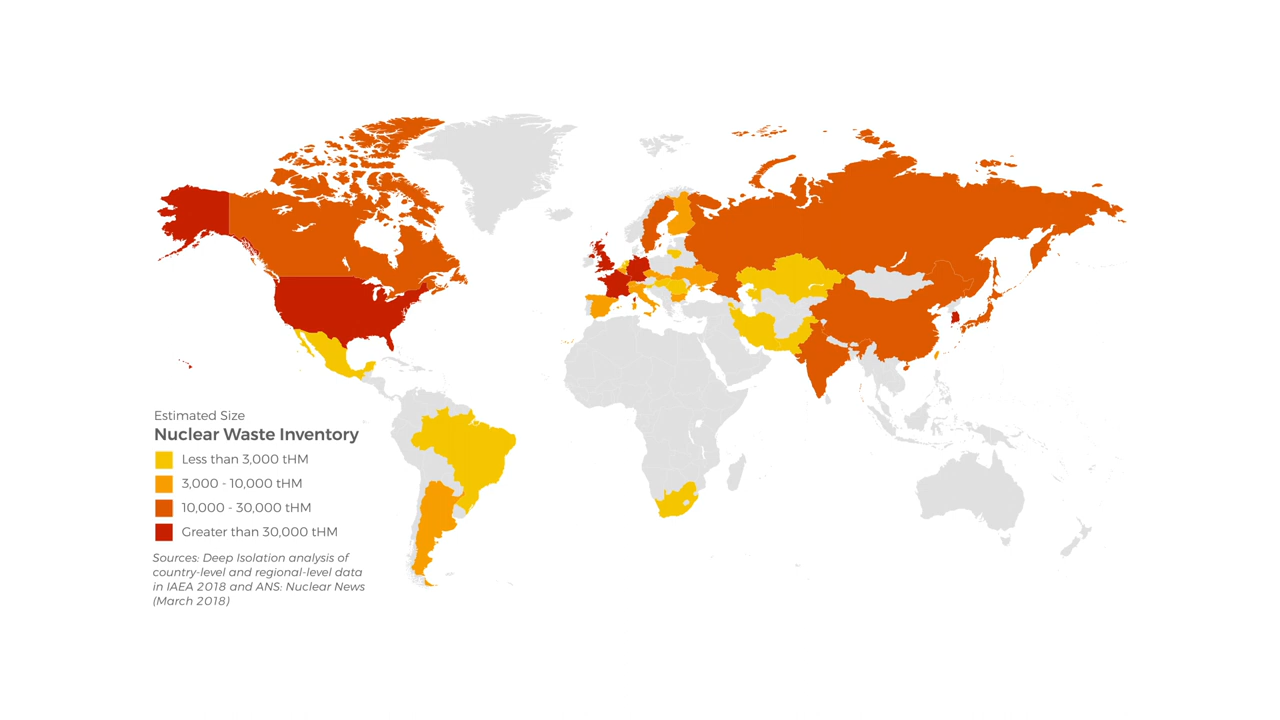 Estimated Size
Nuclear Waste Inventory
Less than 3,000 tHM
3,000 - 10,000 tHM
10,000 - 30,000 tHM
Greater than 30,000 tHM
Sources: Deep Isolation analysis of
country-level and regional-level data
in IAEA 2018 and ANS: Nuclear News
(March 2018)